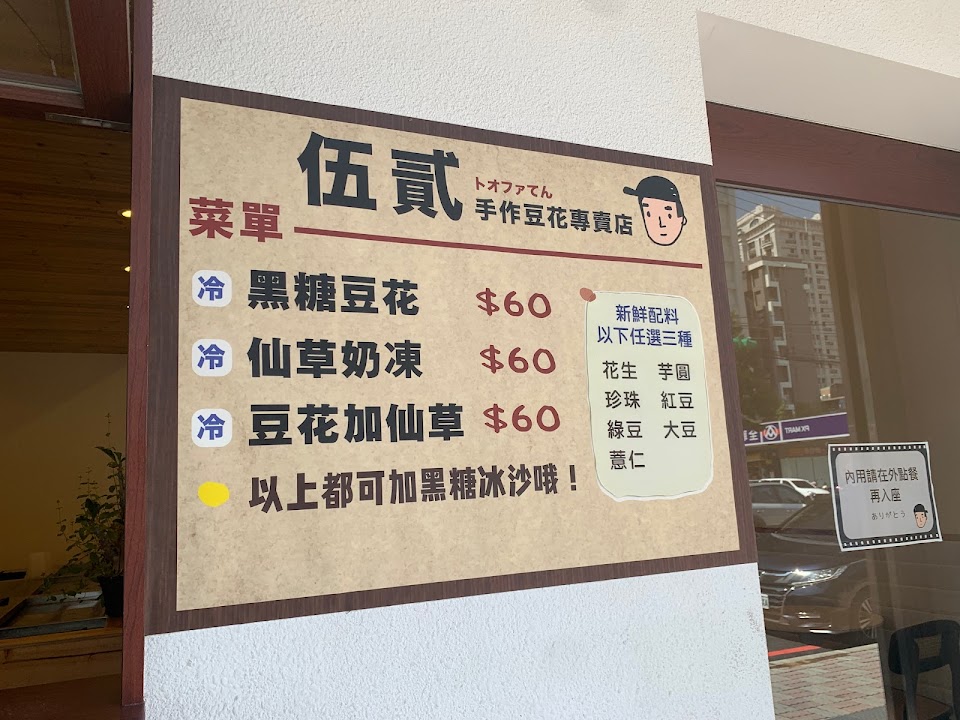 伍貳
トオファてん
手作豆花專賣店
菜單
冷 黑糖豆花 $60
冷 仙草奶凍 $60
冷 豆花加仙草 $60
以上都可加黑糖冰沙哦!
新鮮配料
以下任選三種
花生 芋圓
珍珠 紅豆
綠豆 大豆
薏仁
PX MART
全
內用請在外點餐
再入座
ありがとう